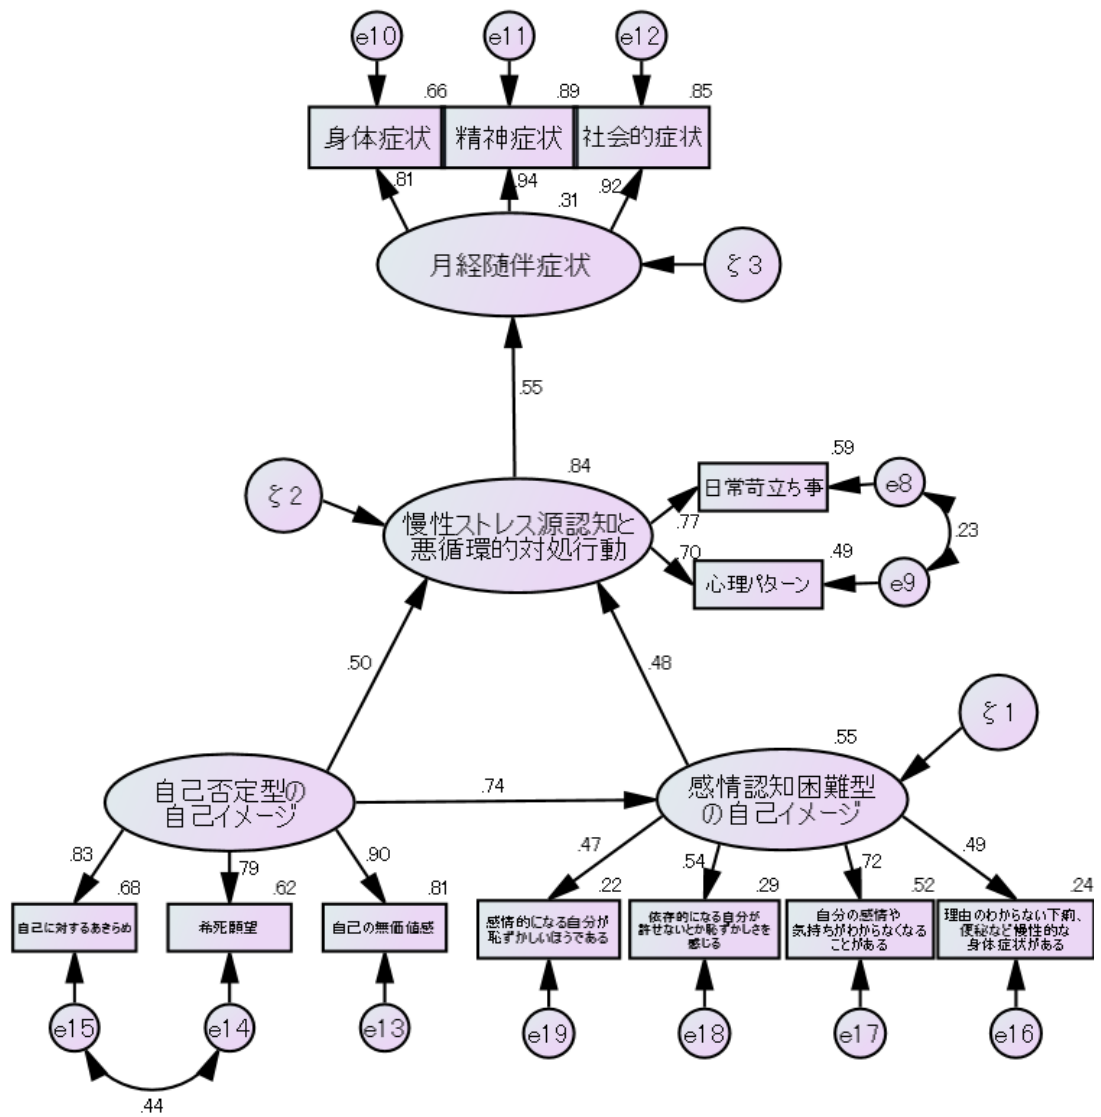 e10
e11
e12
.66
.89
.85
身体症状
精神症状
社会的症状
.81
.94
.92
.31
月経随伴症状
ζ3
.55
.59
.84
日常苛立ち事
e8
ζ2
慢性ストレス源認知と
悪循環的対処行動
.77
.23
.70
.49
心理パターン
e9
.50
.48
ζ1
.55
自己否定型の
自己イメージ
.74
感情認知困難型
の自己イメージ
.83
.79
.90
.47
.54
.72
.49
.68
.62
.81
.22
.29
.52
.24
自己に対するあきらめ
希死願望
自己の無価値感
感情的になる自分が
恥ずかしいほうである
依存的になる自分が
許せないとか恥ずかしさを
感じる
自分の感情や
気持ちがわからなくなる
ことがある
理由のわからない下痢、
便秘など慢性的な
身体症状がある
e15
e14
e13
e19
e18
e17
e16
.44